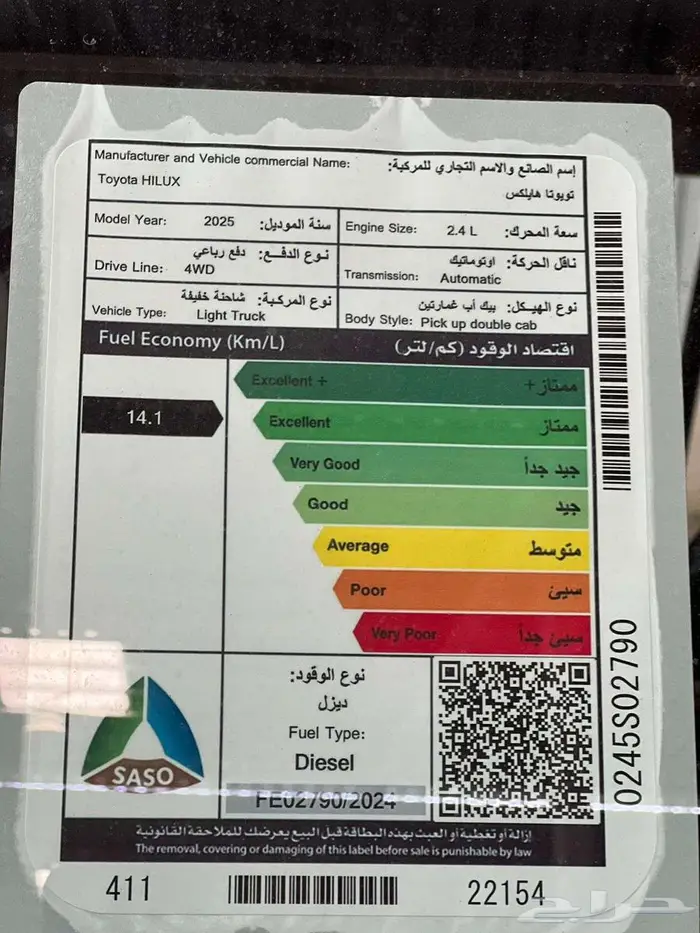 Manufacturer and Vehicle commercial Name: إسم الصانع والاسم التجاري للمركبة:
Toyota HILUX تويوتا هايلكس
Model Year: 2025 سنة الموديل:
Engine Size: 2.4 L سعة المحرك:
نوع الدفـــع: دفع رباعي
Drive Line: 4WD
ناقل الحركة: اوتوماتيك
Transmission: Automatic
نوع المركبـة: شاحنة خفيفة
Vehicle Type: Light Truck
نوع الهيـكـل: بيك أب غمارتين
Body Style: Pick up double cab
Fuel Economy (Km/L) اقتصاد الوقود (كم/لتر)
Excellent + ممتاز+
14.1
Excellent ممتاز
Very Good جيد جداً
Good جيد
Average متوسط
Poor سيئ
Very Poor سيئ جداً
نوع الوقود:
ديزل
Fuel Type:
Diesel
FE02790/2024
SASO
0245S02790
إزالة أو تغطية أو العبث بهذه البطاقة قبل البيع يعرضك للملاحقة القانونية
The removal, covering or damaging of this label before sale is punishable by law
411 22154
حراج